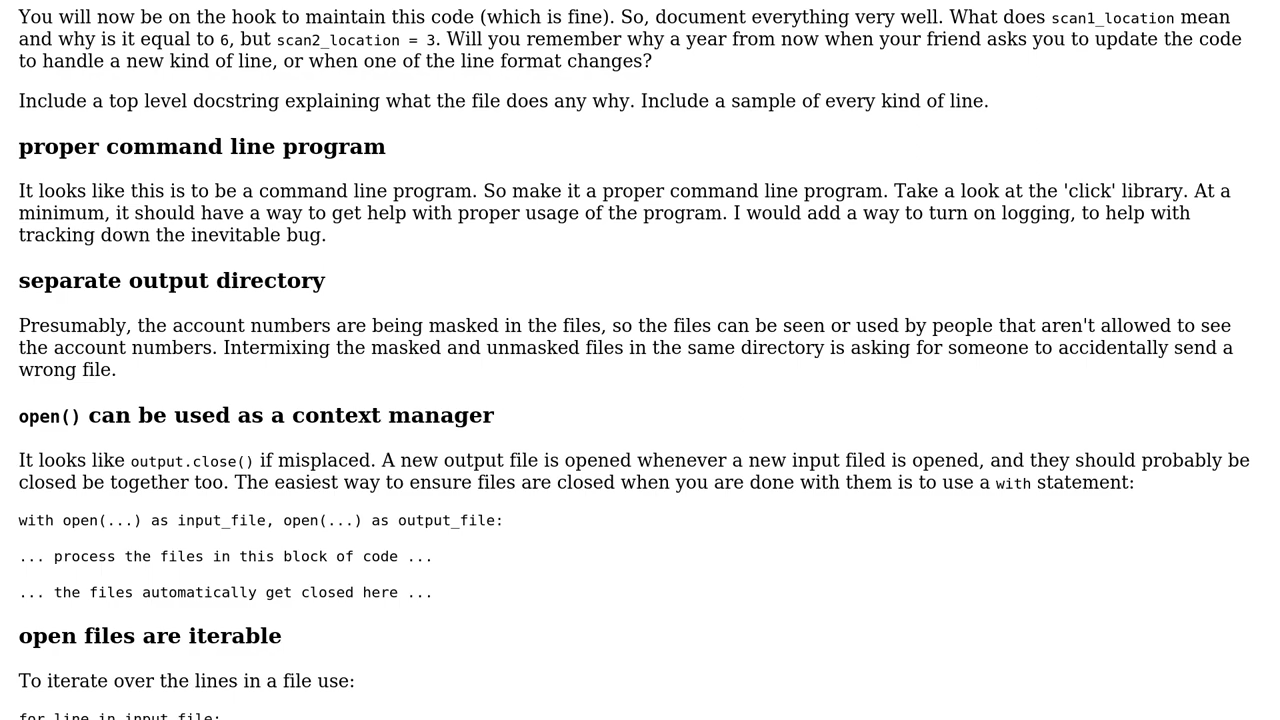 You will now be on the hook to maintain this code (which is fine). So, document everything very well. What does scan1_location mean
and why is it equal to 6, but scan2_location = 3. Will you remember why a year from now when your friend asks you to update the code
to handle a new kind of line, or when one of the line format changes?
Include a top level docstring explaining what the file does any why. Include a sample of every kind of line.
proper command line program
It looks like this is to be a command line program. So make it a proper command line program. Take a look at the 'click' library. At a
minimum, it should have a way to get help with proper usage of the program. I would add a way to turn on logging, to help with
tracking down the inevitable bug.
separate output directory
Presumably, the account numbers are being masked in the files, so the files can be seen or used by people that aren't allowed to see
the account numbers. Intermixing the masked and unmasked files in the same directory is asking for someone to accidentally send a
wrong file.
open() can be used as a context manager
It looks like output.close() if misplaced. A new output file is opened whenever a new input filed is opened, and they should probably be
closed be together too. The easiest way to ensure files are closed when you are done with them is to use a with statement:
with open(...) as input_file, open(...) as output_file:
... process the files in this block of code ...
... the files automatically get closed here ...
open files are iterable
To iterate over the lines in a file use:
for line in input_file: